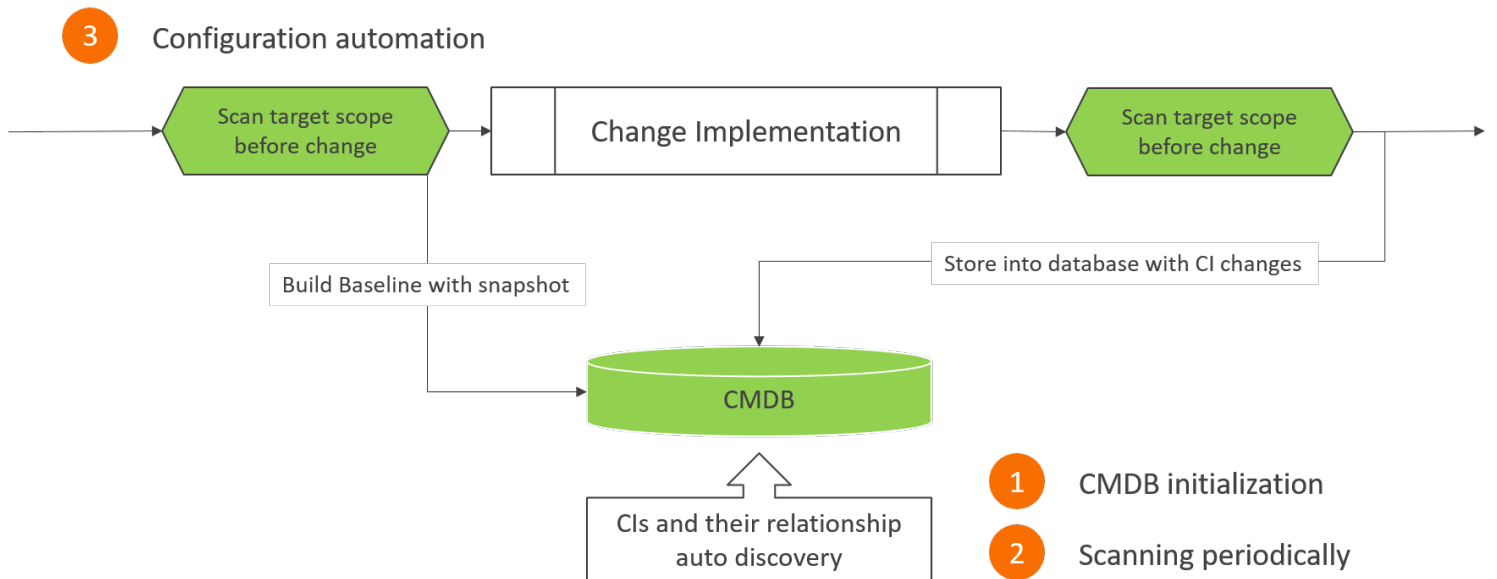 3 Configuration automation
Scan target scope
before change
Change Implementation
Scan target scope
before change
Build Baseline with snapshot
Store into database with CI changes
CMDB
CIs and their relationship
auto discovery
1 CMDB initialization
2 Scanning periodically